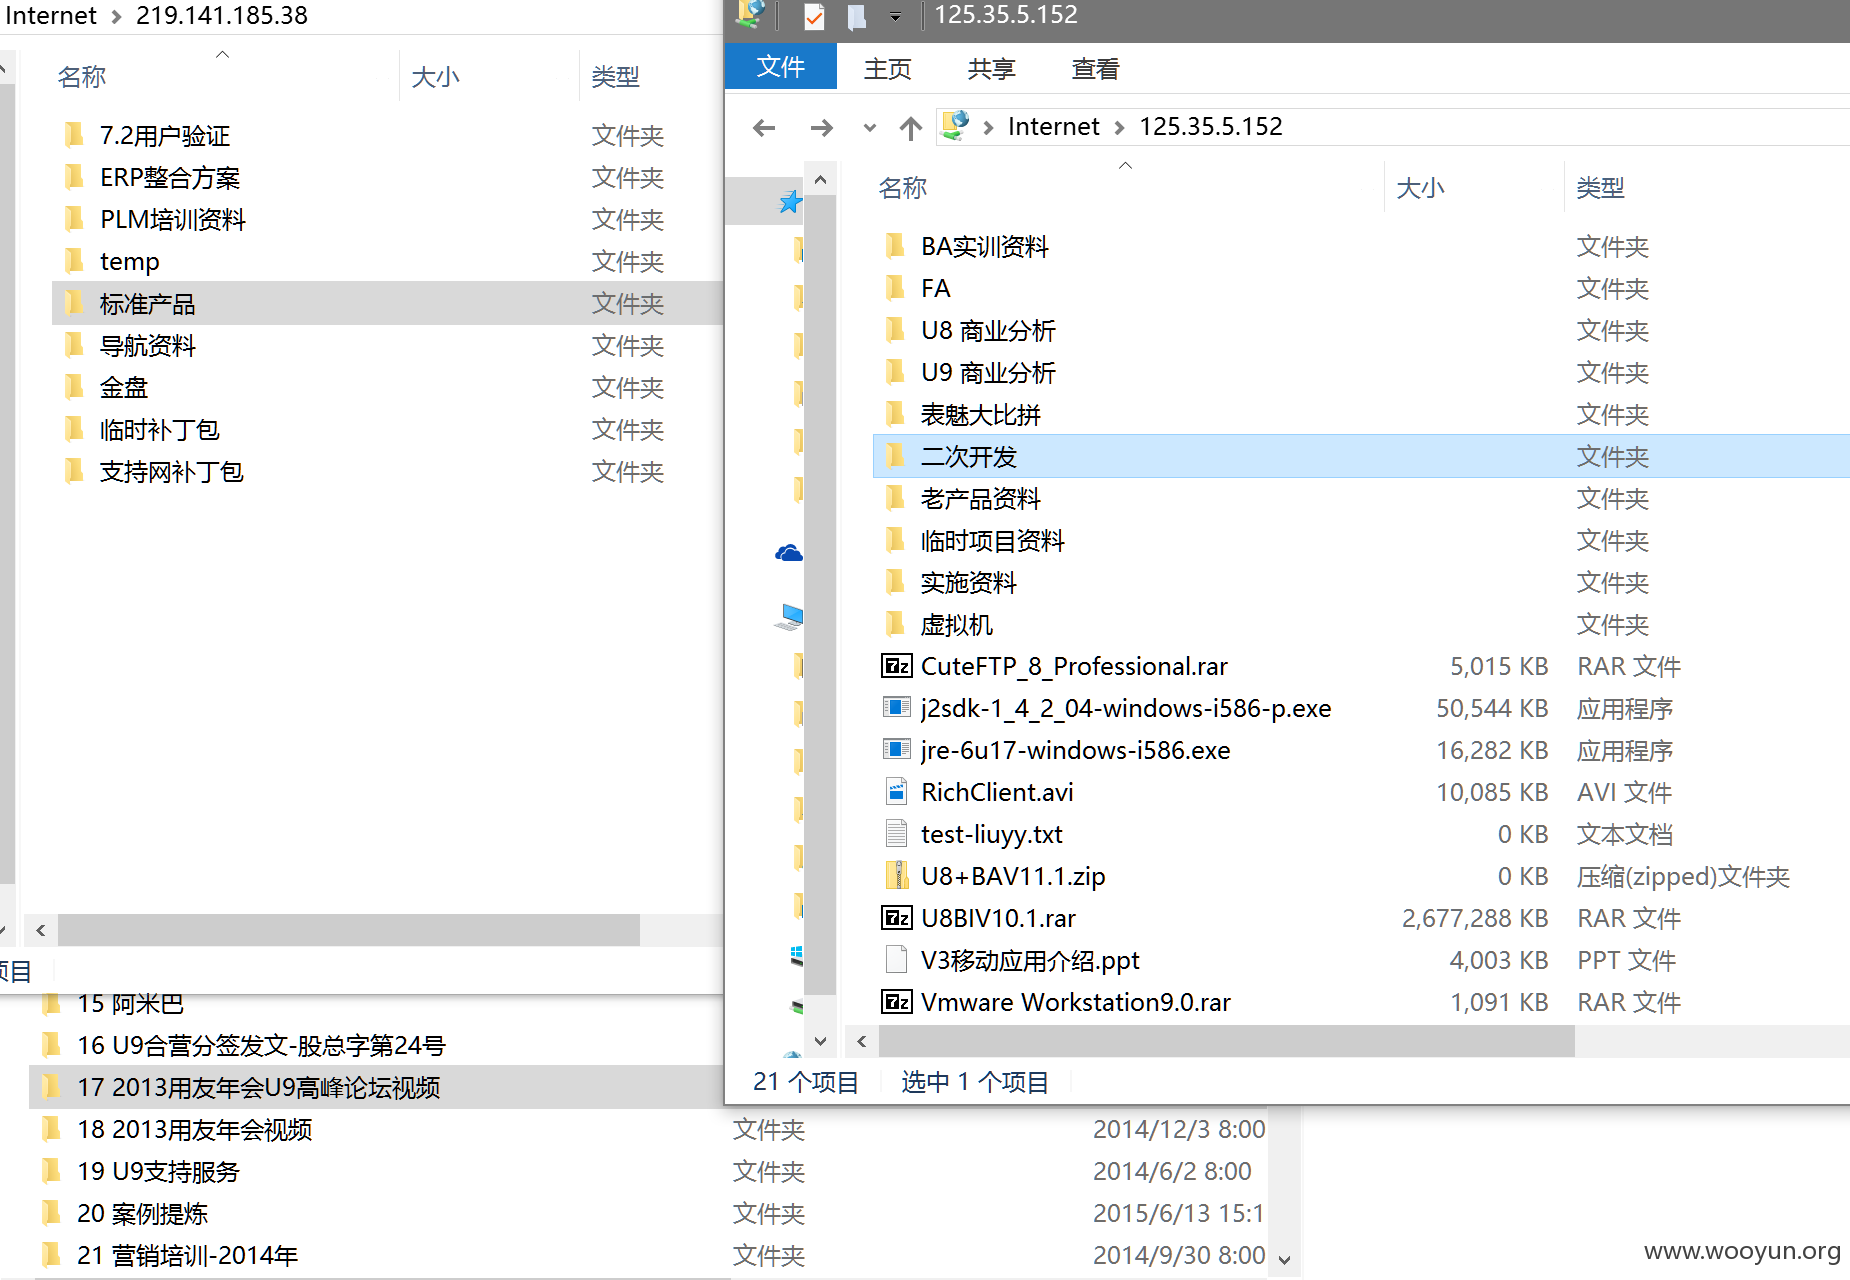 Internet > 219.141.185.38
名称 大小 类型
7.2用户验证 文件夹
ERP整合方案 文件夹
PLM培训资料 文件夹
temp 文件夹
标准产品 文件夹
导航资料 文件夹
金盘 文件夹
临时补丁包 文件夹
支持网补丁包 文件夹
项目
125.35.5.152
文件 主页 共享 查看
Internet > 125.35.5.152
名称 大小 类型
BA实训资料 文件夹
FA 文件夹
U8 商业分析 文件夹
U9 商业分析 文件夹
表魅大比拼 文件夹
二次开发 文件夹
老产品资料 文件夹
临时项目资料 文件夹
实施资料 文件夹
虚拟机 文件夹
CuteFTP_8_Professional.rar 5,015 KB RAR 文件
j2sdk-1_4_2_04-windows-i586-p.exe 50,544 KB 应用程序
jre-6u17-windows-i586.exe 16,282 KB 应用程序
RichClient.avi 10,085 KB AVI 文件
test-liuyy.txt 0 KB 文本文档
U8+BAV11.1.zip 0 KB 压缩(zipped)文件夹
U8BIV10.1.rar 2,677,288 KB RAR 文件
V3移动应用介绍.ppt 4,003 KB PPT 文件
Vmware Workstation9.0.rar 1,091 KB RAR 文件
21 个项目 选中 1 个项目
15 阿米巴
16 U9合营分签发文-股总字第24号
17 2013用友年会U9高峰论坛视频
18 2013用友年会视频 文件夹 2014/12/3 8:00
19 U9支持服务 文件夹 2014/6/2 8:00
20 案例提炼 文件夹 2015/6/13 15:1
21 营销培训-2014年 文件夹 2014/9/30 8:00
www.wooyun.org